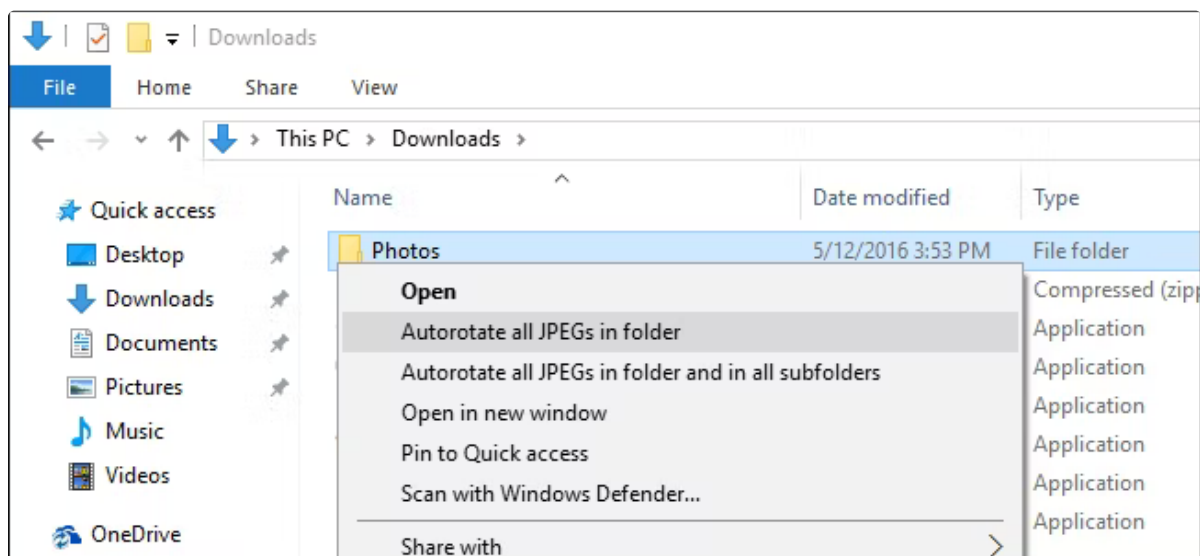 Downloads
File Home Share View
This PC Downloads
Name Date modified Type
Quick access
Photos 5/12/2016 3:53 PM File folder
Desktop
Open
Compressed
Downloads
Autorotate all JPEGs in folder
Application
Documents
Autorotate all JPEGs in folder and in all subfolders
Application
Pictures
Open in new window
Application
Music
Pin to Quick access
Application
Videos
Scan with Windows Defender...
Application
OneDrive
Share with
Application